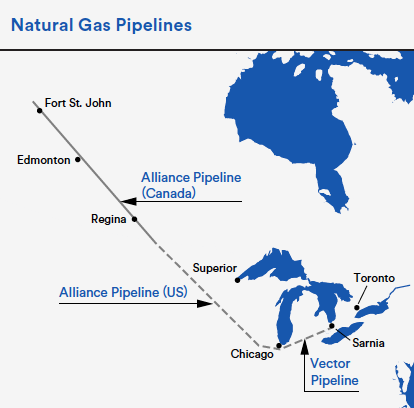 Natural Gas Pipelines
Fort St. John
Edmonton
Alliance Pipeline
(Canada)
Regina
Superior
Toronto
Alliance Pipeline (US)
Sarnia
Chicago
Vector
Pipeline